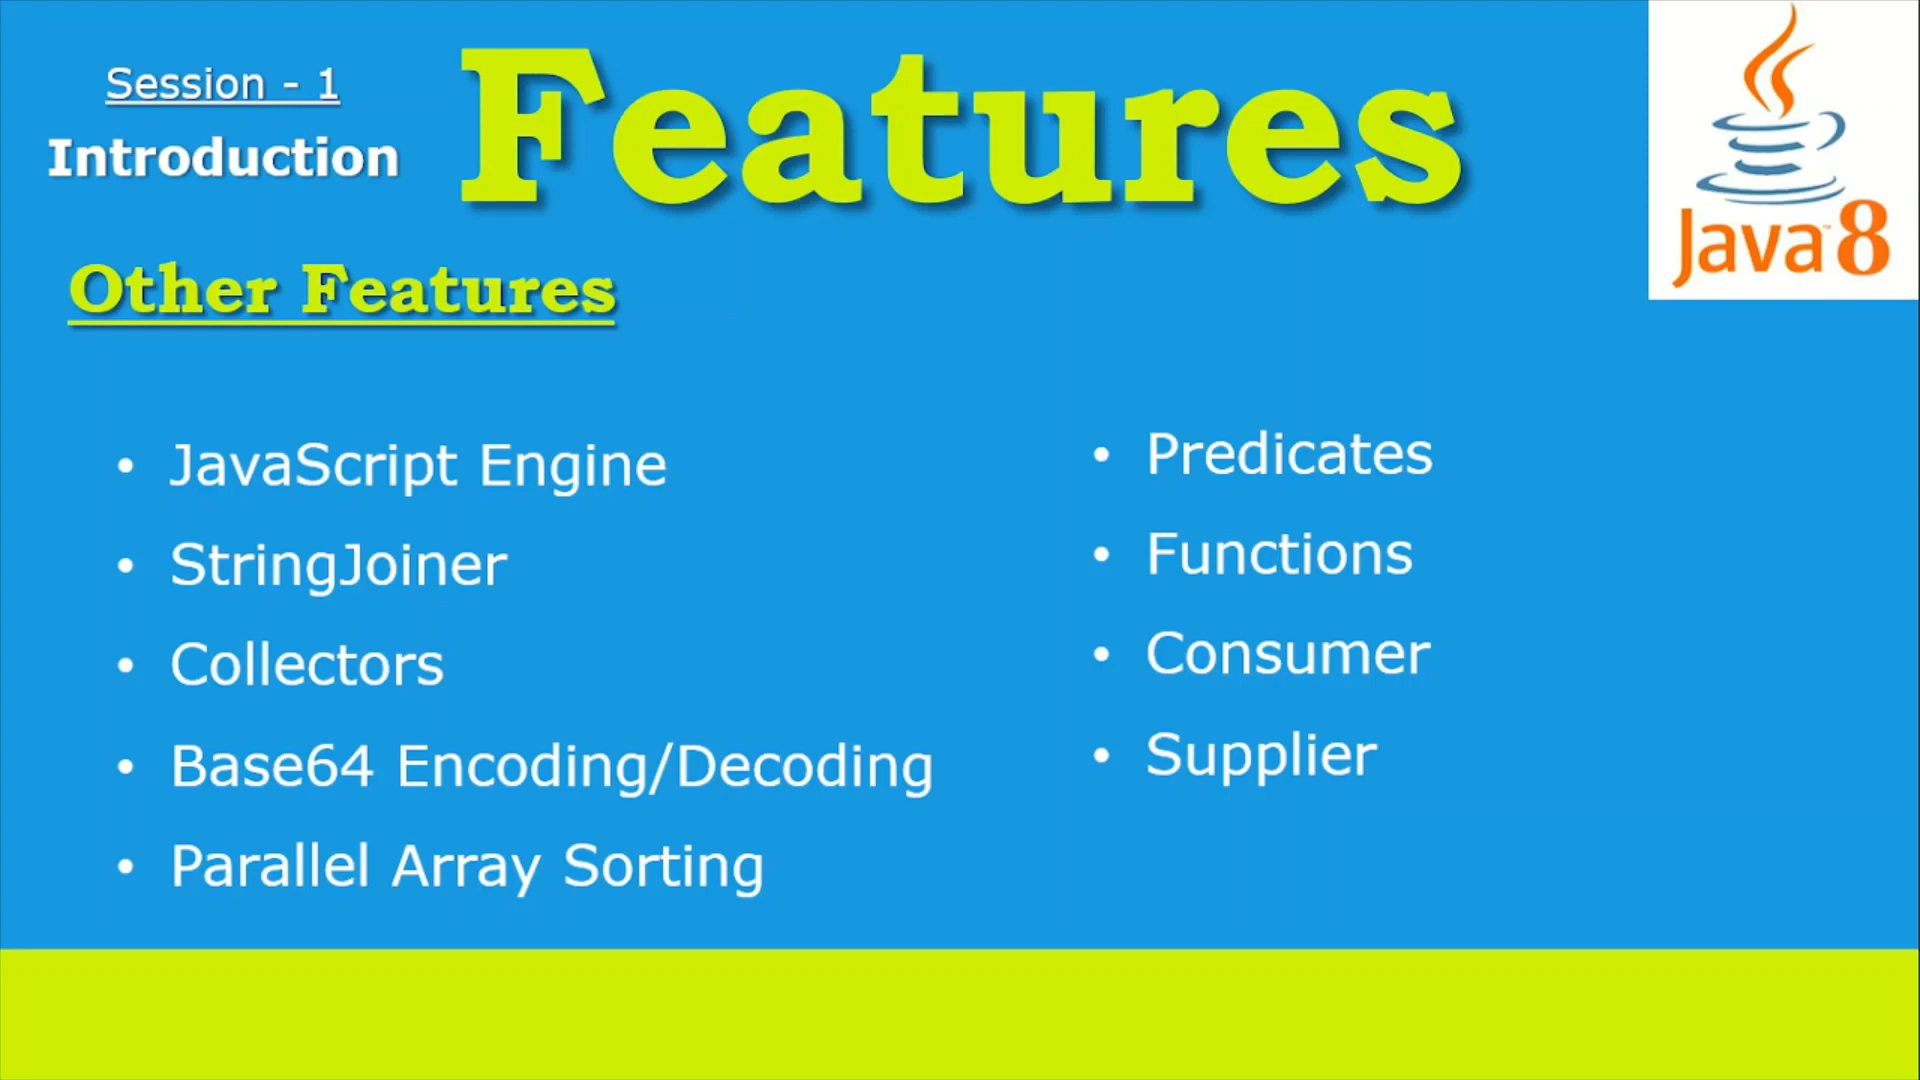 Session - 1
Introduction
Features
Java™ 8
Other Features
• JavaScript Engine
• StringJoiner
• Collectors
• Base64 Encoding/Decoding
• Parallel Array Sorting
• Predicates
• Functions
• Consumer
• Supplier